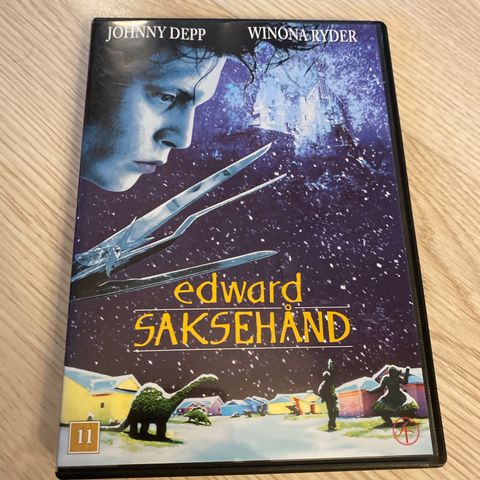 JOHNNY DEPP WINONA RYDER
edward
SAKSEHÅND
11